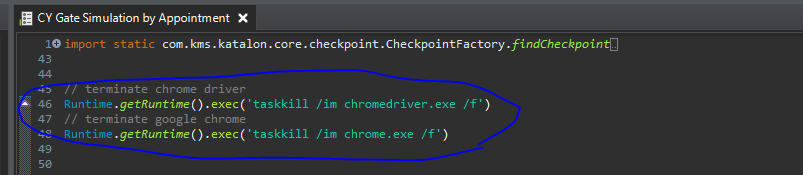 CY Gate Simulation by Appointment
1 import static com.kms.katalon.core.checkpoint.CheckpointFactory.findCheckpoint
43
44
45 // terminate chrome driver
46 Runtime.getRuntime().exec('taskkill /im chromedriver.exe /f')
47 // terminate google chrome
48 Runtime.getRuntime().exec('taskkill /im chrome.exe /f')
49
50